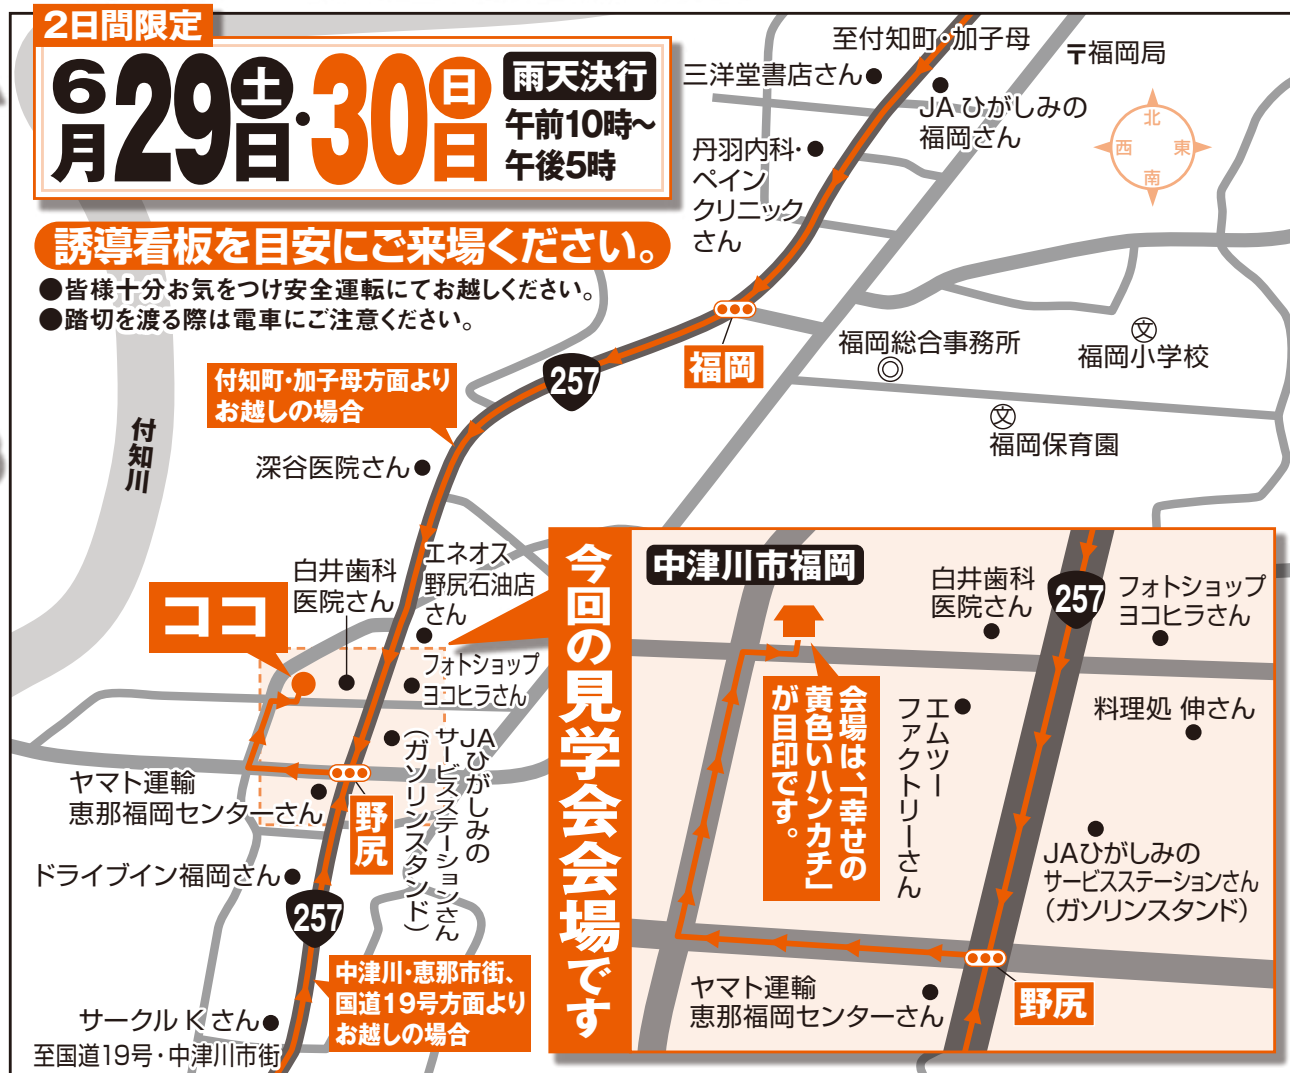 2日間限定
6月29土日・30日日
雨天決行
午前10時〜
午後5時
誘導看板を目安にご来場ください。
●皆様十分お気をつけ安全運転にてお越しください。
●踏切を渡る際は電車にご注意ください。
至付知町・加子母
三洋堂書店さん
JAひがしみの
福岡さん
〒福岡局
北
西
東
南
丹羽内科・
ペイン
クリニック
さん
福岡
福岡総合事務所
文
福岡小学校
文
福岡保育園
257
付知町・加子母方面より
お越しの場合
付知川
深谷医院さん
エネオス
野尻石油店
さん
白井歯科
医院さん
ココ
フォトショップ
ヨコヒラさん
JAひがしみの
サービスステーションさん
(ガソリンスタンド)
ヤマト運輸
恵那福岡センターさん
野尻
ドライブイン福岡さん
257
中津川・恵那市街、
国道19号方面より
お越しの場合
サークルKさん
至国道19号・中津川市街
今回の見学会会場です
中津川市福岡
白井歯科
医院さん
257
フォトショップ
ヨコヒラさん
会場は、「幸せの
黄色いハンカチ」
が目印です。
エムツー
ファクトリーさん
料理処 伸さん
JAひがしみの
サービスステーションさん
(ガソリンスタンド)
ヤマト運輸
恵那福岡センターさん
野尻